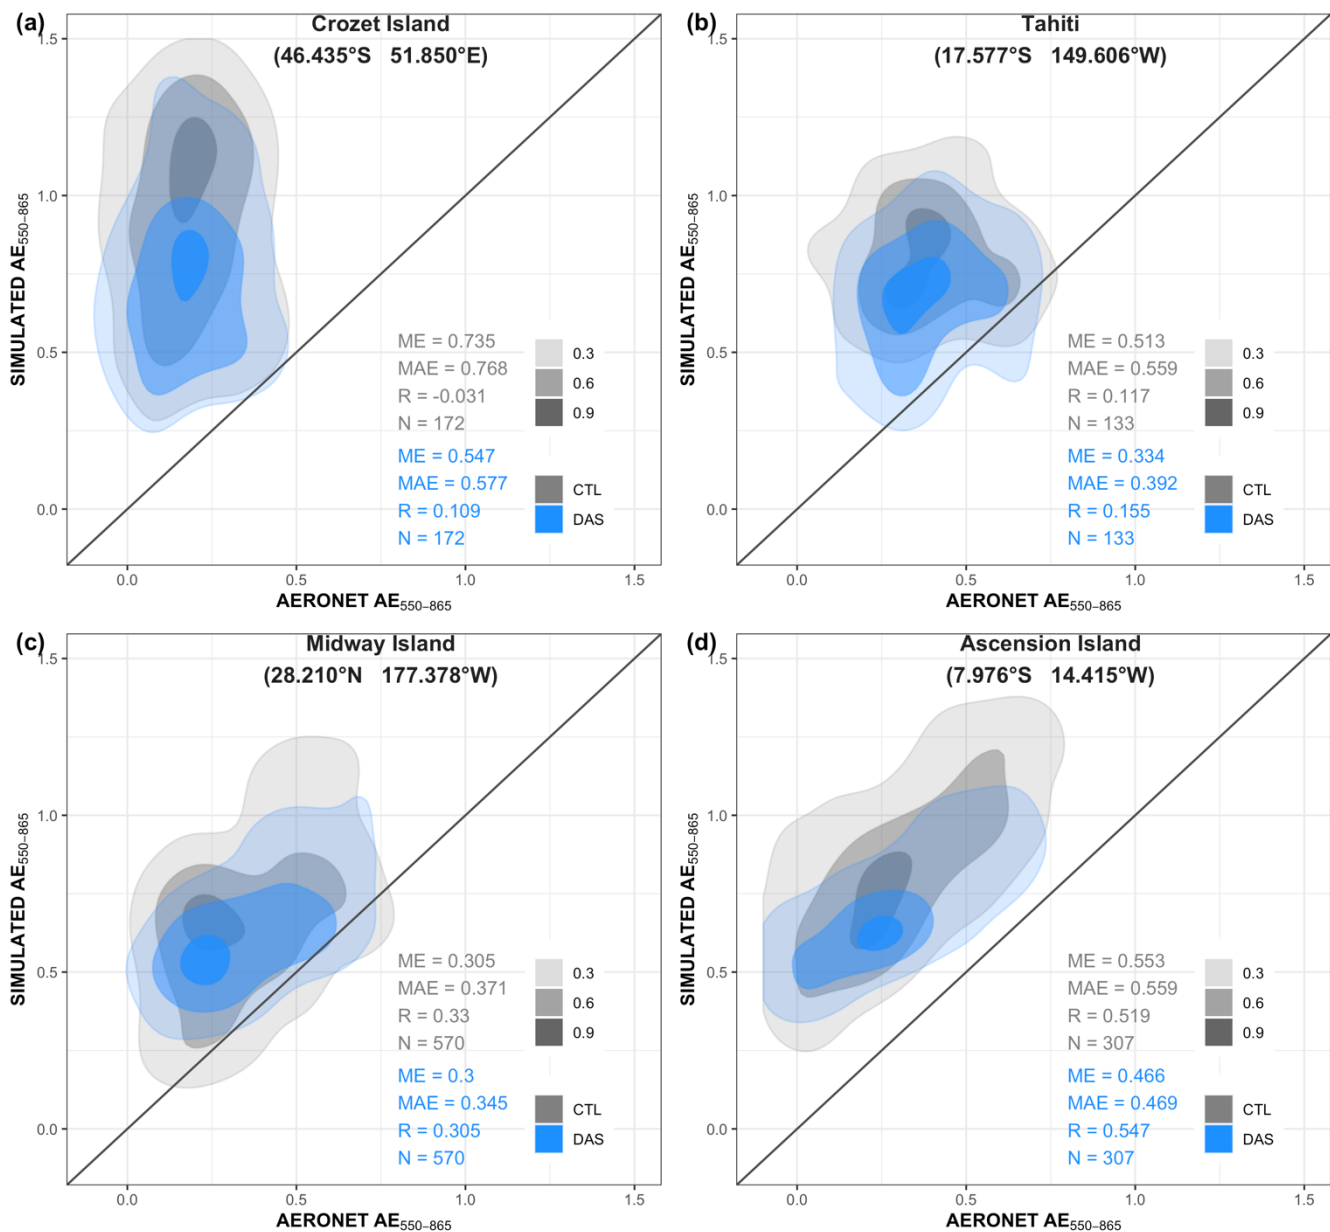 (a)
Crozet Island
(46.435°S 51.850°E)
SIMULATED AE550−865
1.5
1.0
0.5
0.0
ME = 0.735
MAE = 0.768
R = -0.031
N = 172
ME = 0.547
MAE = 0.577
R = 0.109
N = 172
0.3
0.6
0.9
CTL
DAS
0.0
0.5
1.0
1.5
AERONET AE550−865
(b)
Tahiti
(17.577°S 149.606°W)
SIMULATED AE550−865
1.5
1.0
0.5
0.0
ME = 0.513
MAE = 0.559
R = 0.117
N = 133
ME = 0.334
MAE = 0.392
R = 0.155
N = 133
0.3
0.6
0.9
CTL
DAS
0.0
0.5
1.0
1.5
AERONET AE550−865
(c)
Midway Island
(28.210°N 177.378°W)
SIMULATED AE550−865
1.5
1.0
0.5
0.0
ME = 0.305
MAE = 0.371
R = 0.33
N = 570
ME = 0.3
MAE = 0.345
R = 0.305
N = 570
0.3
0.6
0.9
CTL
DAS
0.0
0.5
1.0
1.5
AERONET AE550−865
(d)
Ascension Island
(7.976°S 14.415°W)
SIMULATED AE550−865
1.5
1.0
0.5
0.0
ME = 0.553
MAE = 0.559
R = 0.519
N = 307
ME = 0.466
MAE = 0.469
R = 0.547
N = 307
0.3
0.6
0.9
CTL
DAS
0.0
0.5
1.0
1.5
AERONET AE550−865